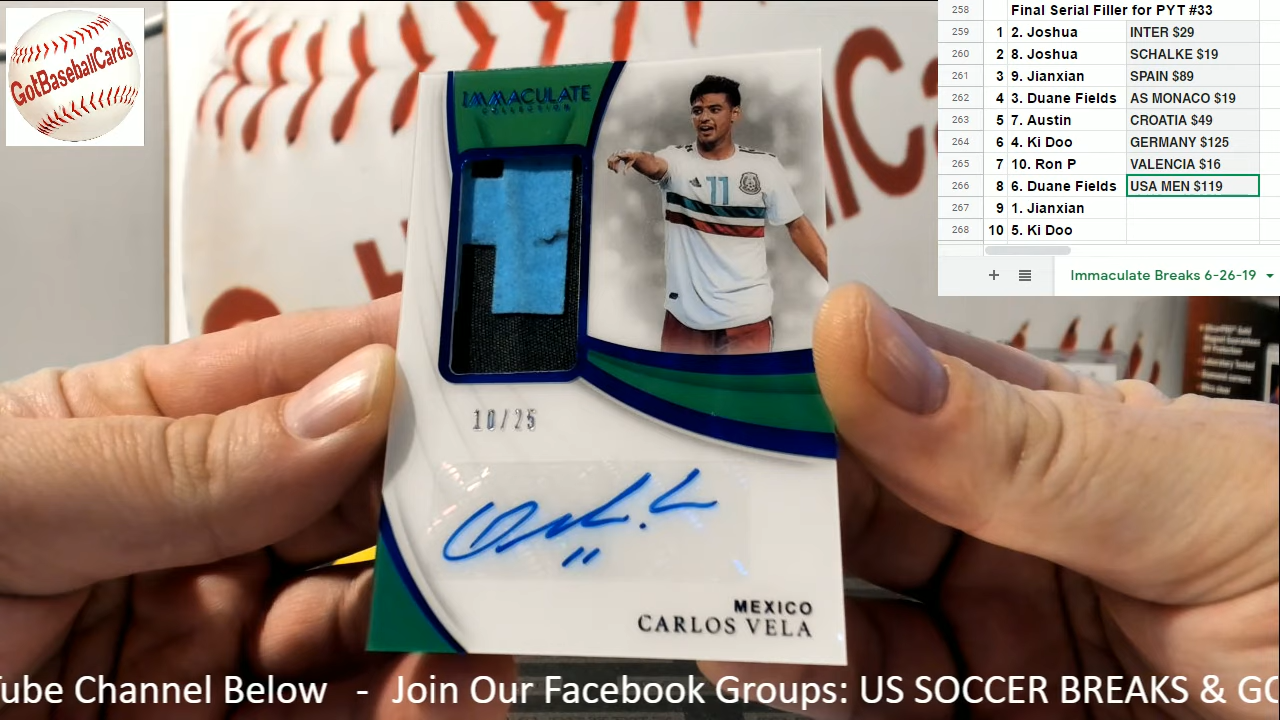 GotBaseballCards
258 Final Serial Filler for PYT #33
259 1 2. Joshua INTER $29
260 2 8. Joshua SCHALKE $19
261 3 9. Jianxian SPAIN $89
262 4 3. Duane Fields AS MONACO $19
263 5 7. Austin CROATIA $49
264 6 4. Ki Doo GERMANY $125
265 7 10. Ron P VALENCIA $16
266 8 6. Duane Fields USA MEN $119
267 9 1. Jianxian
268 10 5. Ki Doo
+ Immaculate Breaks 6-26-19
IMMACULATE
COLLECTION
11
10/25
11
MEXICO
CARLOS VELA
Tube Channel Below - Join Our Facebook Groups: US SOCCER BREAKS & GO